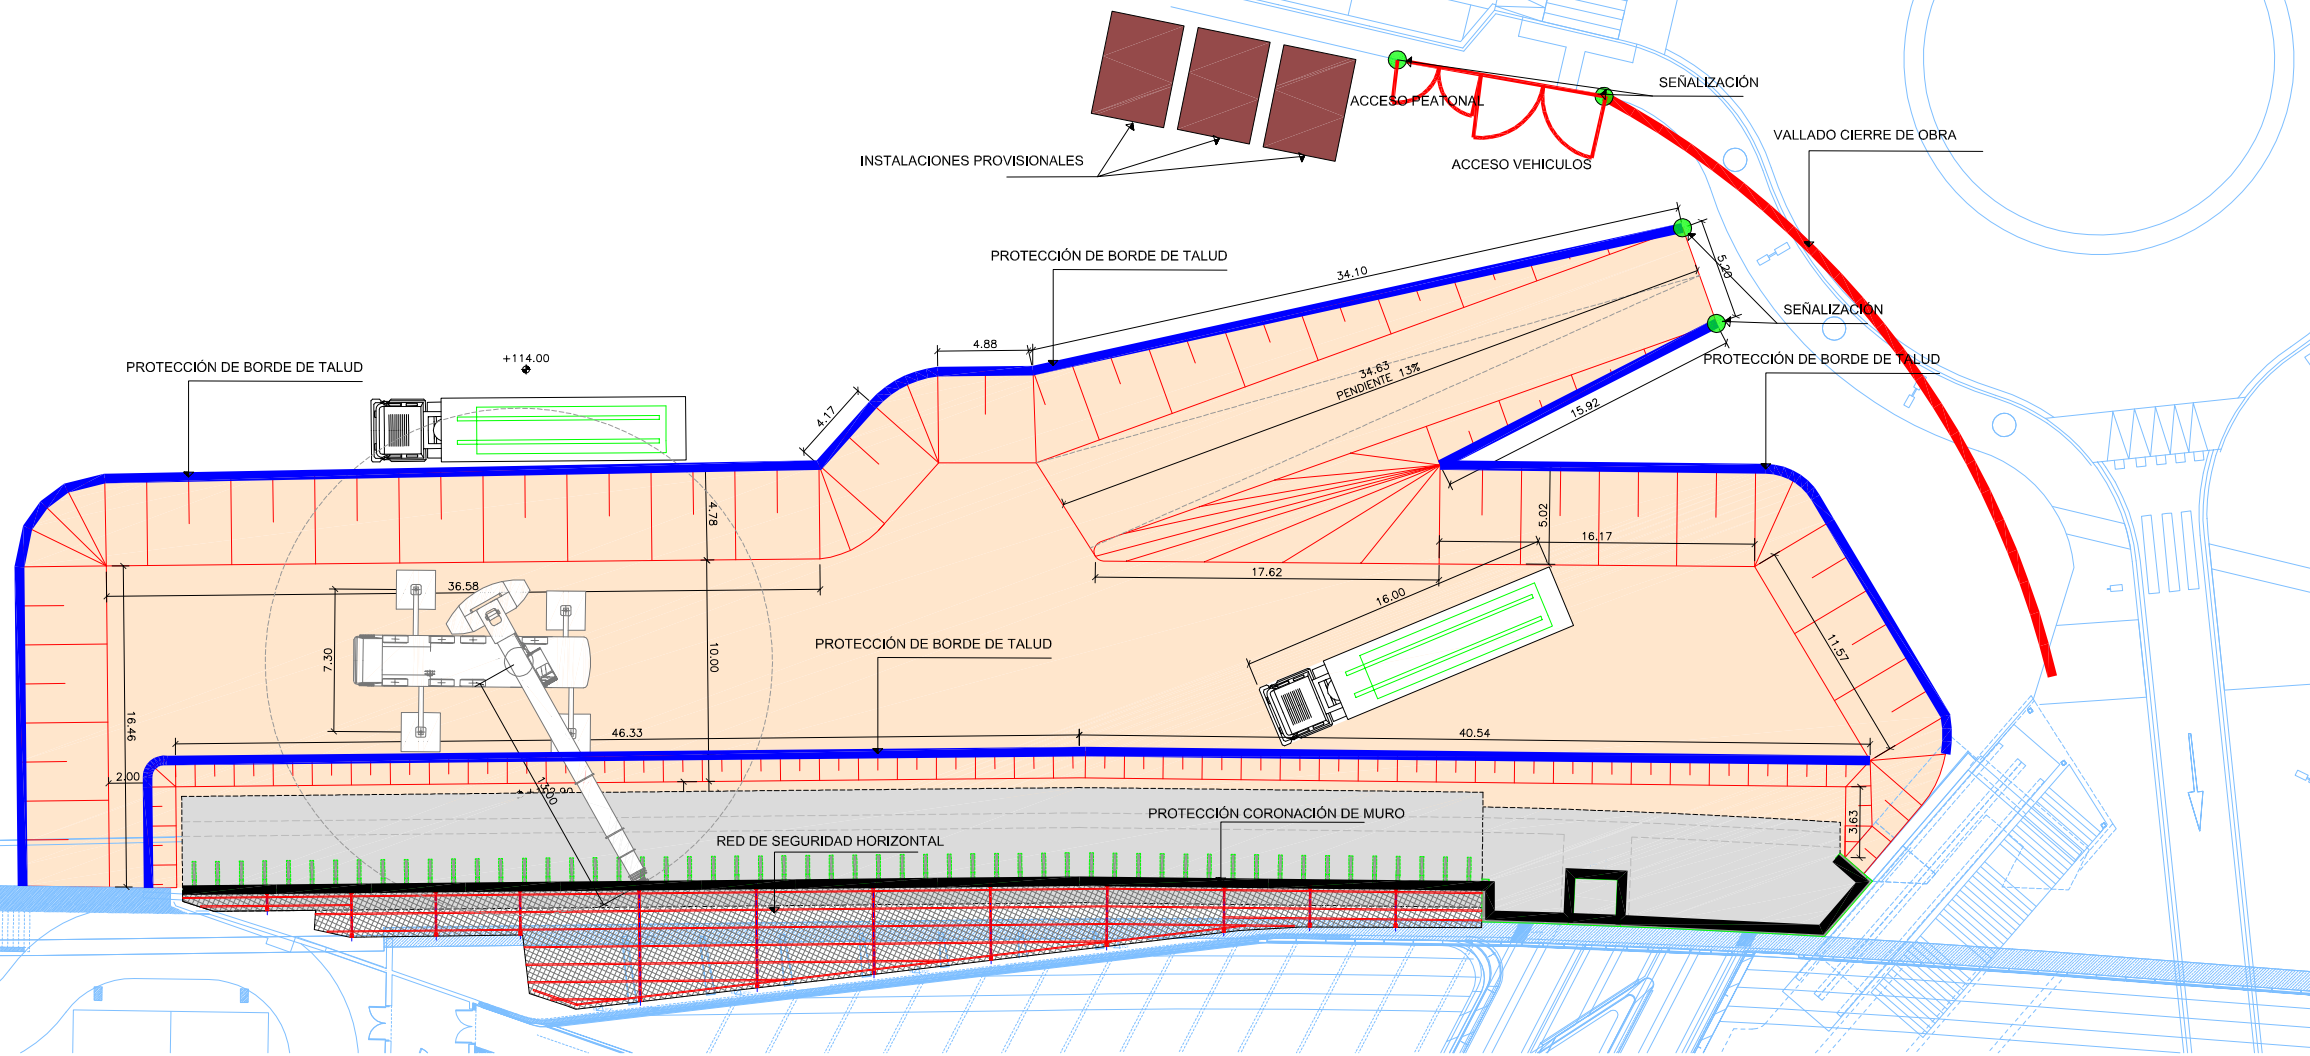 SEÑALIZACIÓN
ACCESO PEATONAL
VALLADO CIERRE DE OBRA
INSTALACIONES PROVISIONALES
ACCESO VEHICULOS
PROTECCIÓN DE BORDE DE TALUD
34.10
5.20
SEÑALIZACIÓN
4.88
+114.00
PROTECCIÓN DE BORDE DE TALUD
PROTECCIÓN DE BORDE DE TALUD
34.63
PENDIENTE 13%
4.17
15.92
4.78
5.02
16.17
17.62
36.58
16.00
7.30
10.00
PROTECCIÓN DE BORDE DE TALUD
11.57
16.46
46.33
40.54
2.00
13.00
PROTECCIÓN CORONACIÓN DE MURO
3.63
RED DE SEGURIDAD HORIZONTAL